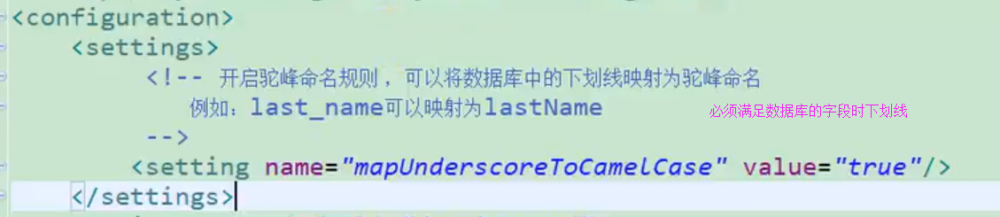 <configuration>
<settings>
<!-- 开启驼峰命名规则，可以将数据库中的下划线映射为驼峰命名
例如：last_name可以映射为lastName
必须满足数据库的字段时下划线
-->
<setting name="mapUnderscoreToCamelCase" value="true"/>
</settings>